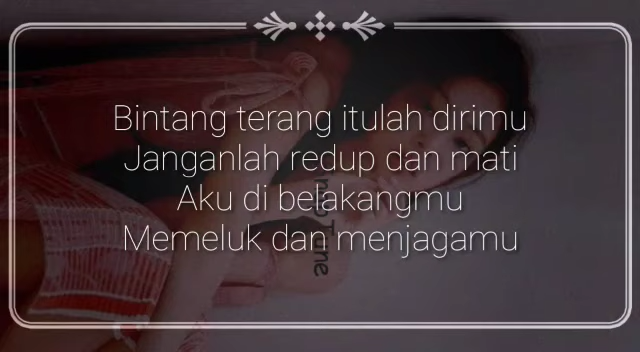 Bintang terang itulah dirimu
Janganlah redup dan mati
Aku di belakangmu
Memeluk dan menjagamu